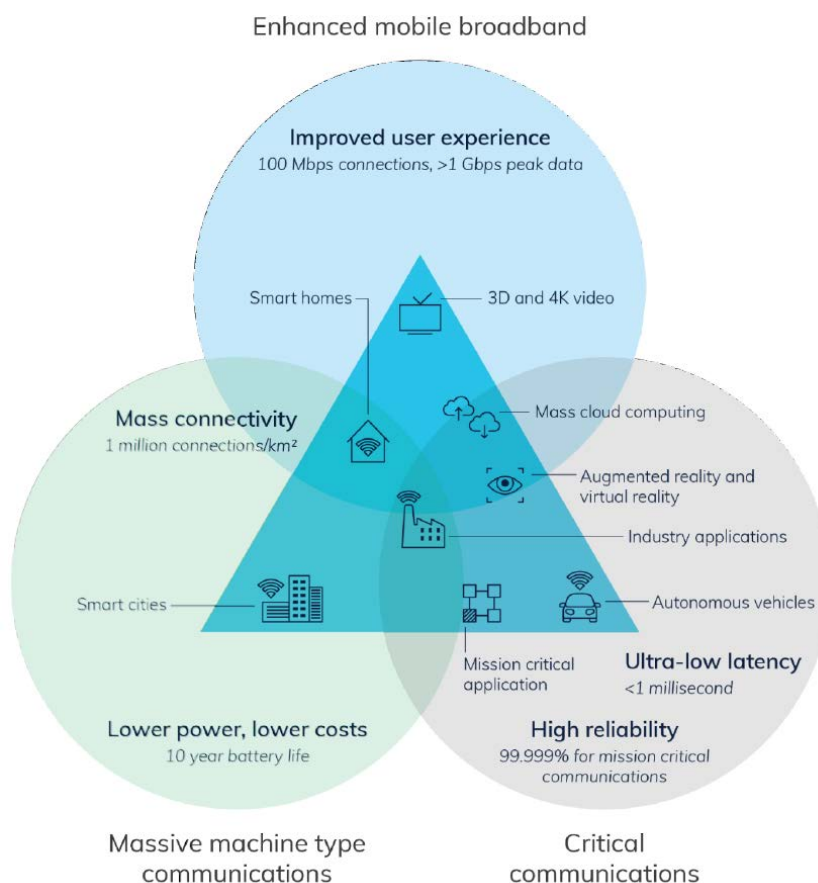 Enhanced mobile broadband
Improved user experience
100 Mbps connections, >1 Gbps peak data
Smart homes
3D and 4K video
Mass connectivity
1 million connections/km²
Mass cloud computing
Augmented reality and
virtual reality
Industry applications
Smart cities
Autonomous vehicles
Mission critical
application
Ultra-low latency
<1 millisecond
Lower power, lower costs
10 year battery life
High reliability
99.999% for mission critical
communications
Massive machine type
communications
Critical
communications